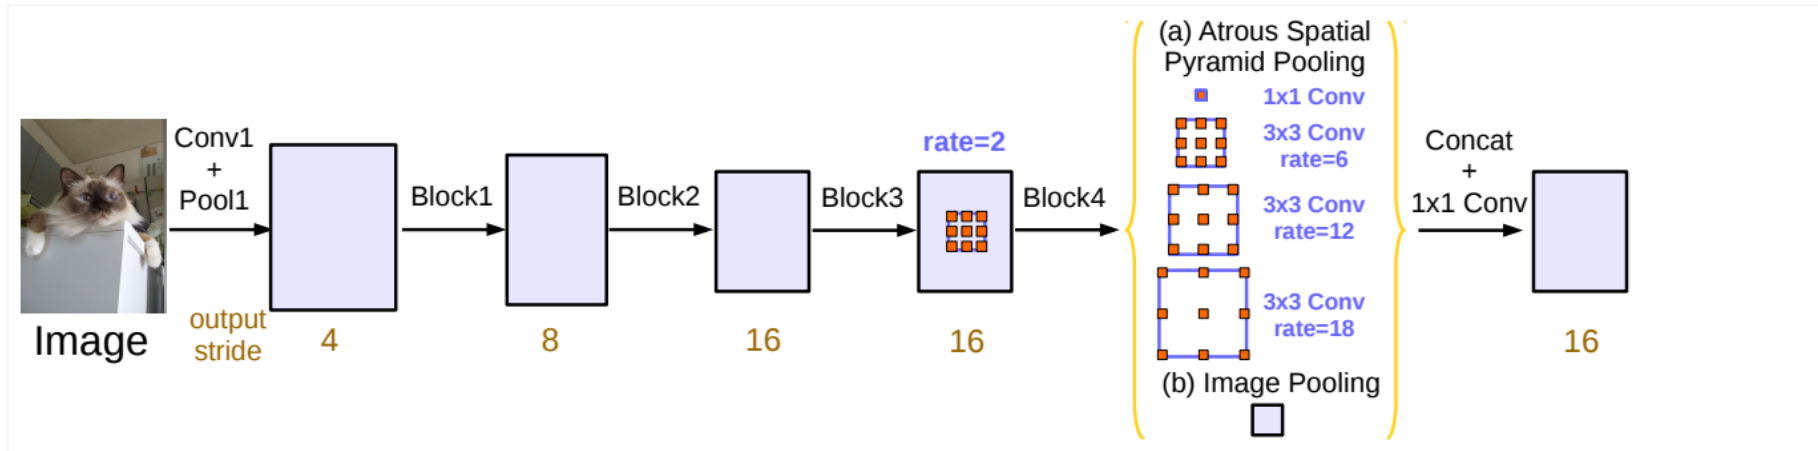 Image
Conv1
+
Pool1
output
stride
4
Block1
8
Block2
16
Block3
rate=2
16
Block4
(a) Atrous Spatial
Pyramid Pooling
1x1 Conv
3x3 Conv
rate=6
3x3 Conv
rate=12
3x3 Conv
rate=18
(b) Image Pooling
Concat
+
1x1 Conv
16